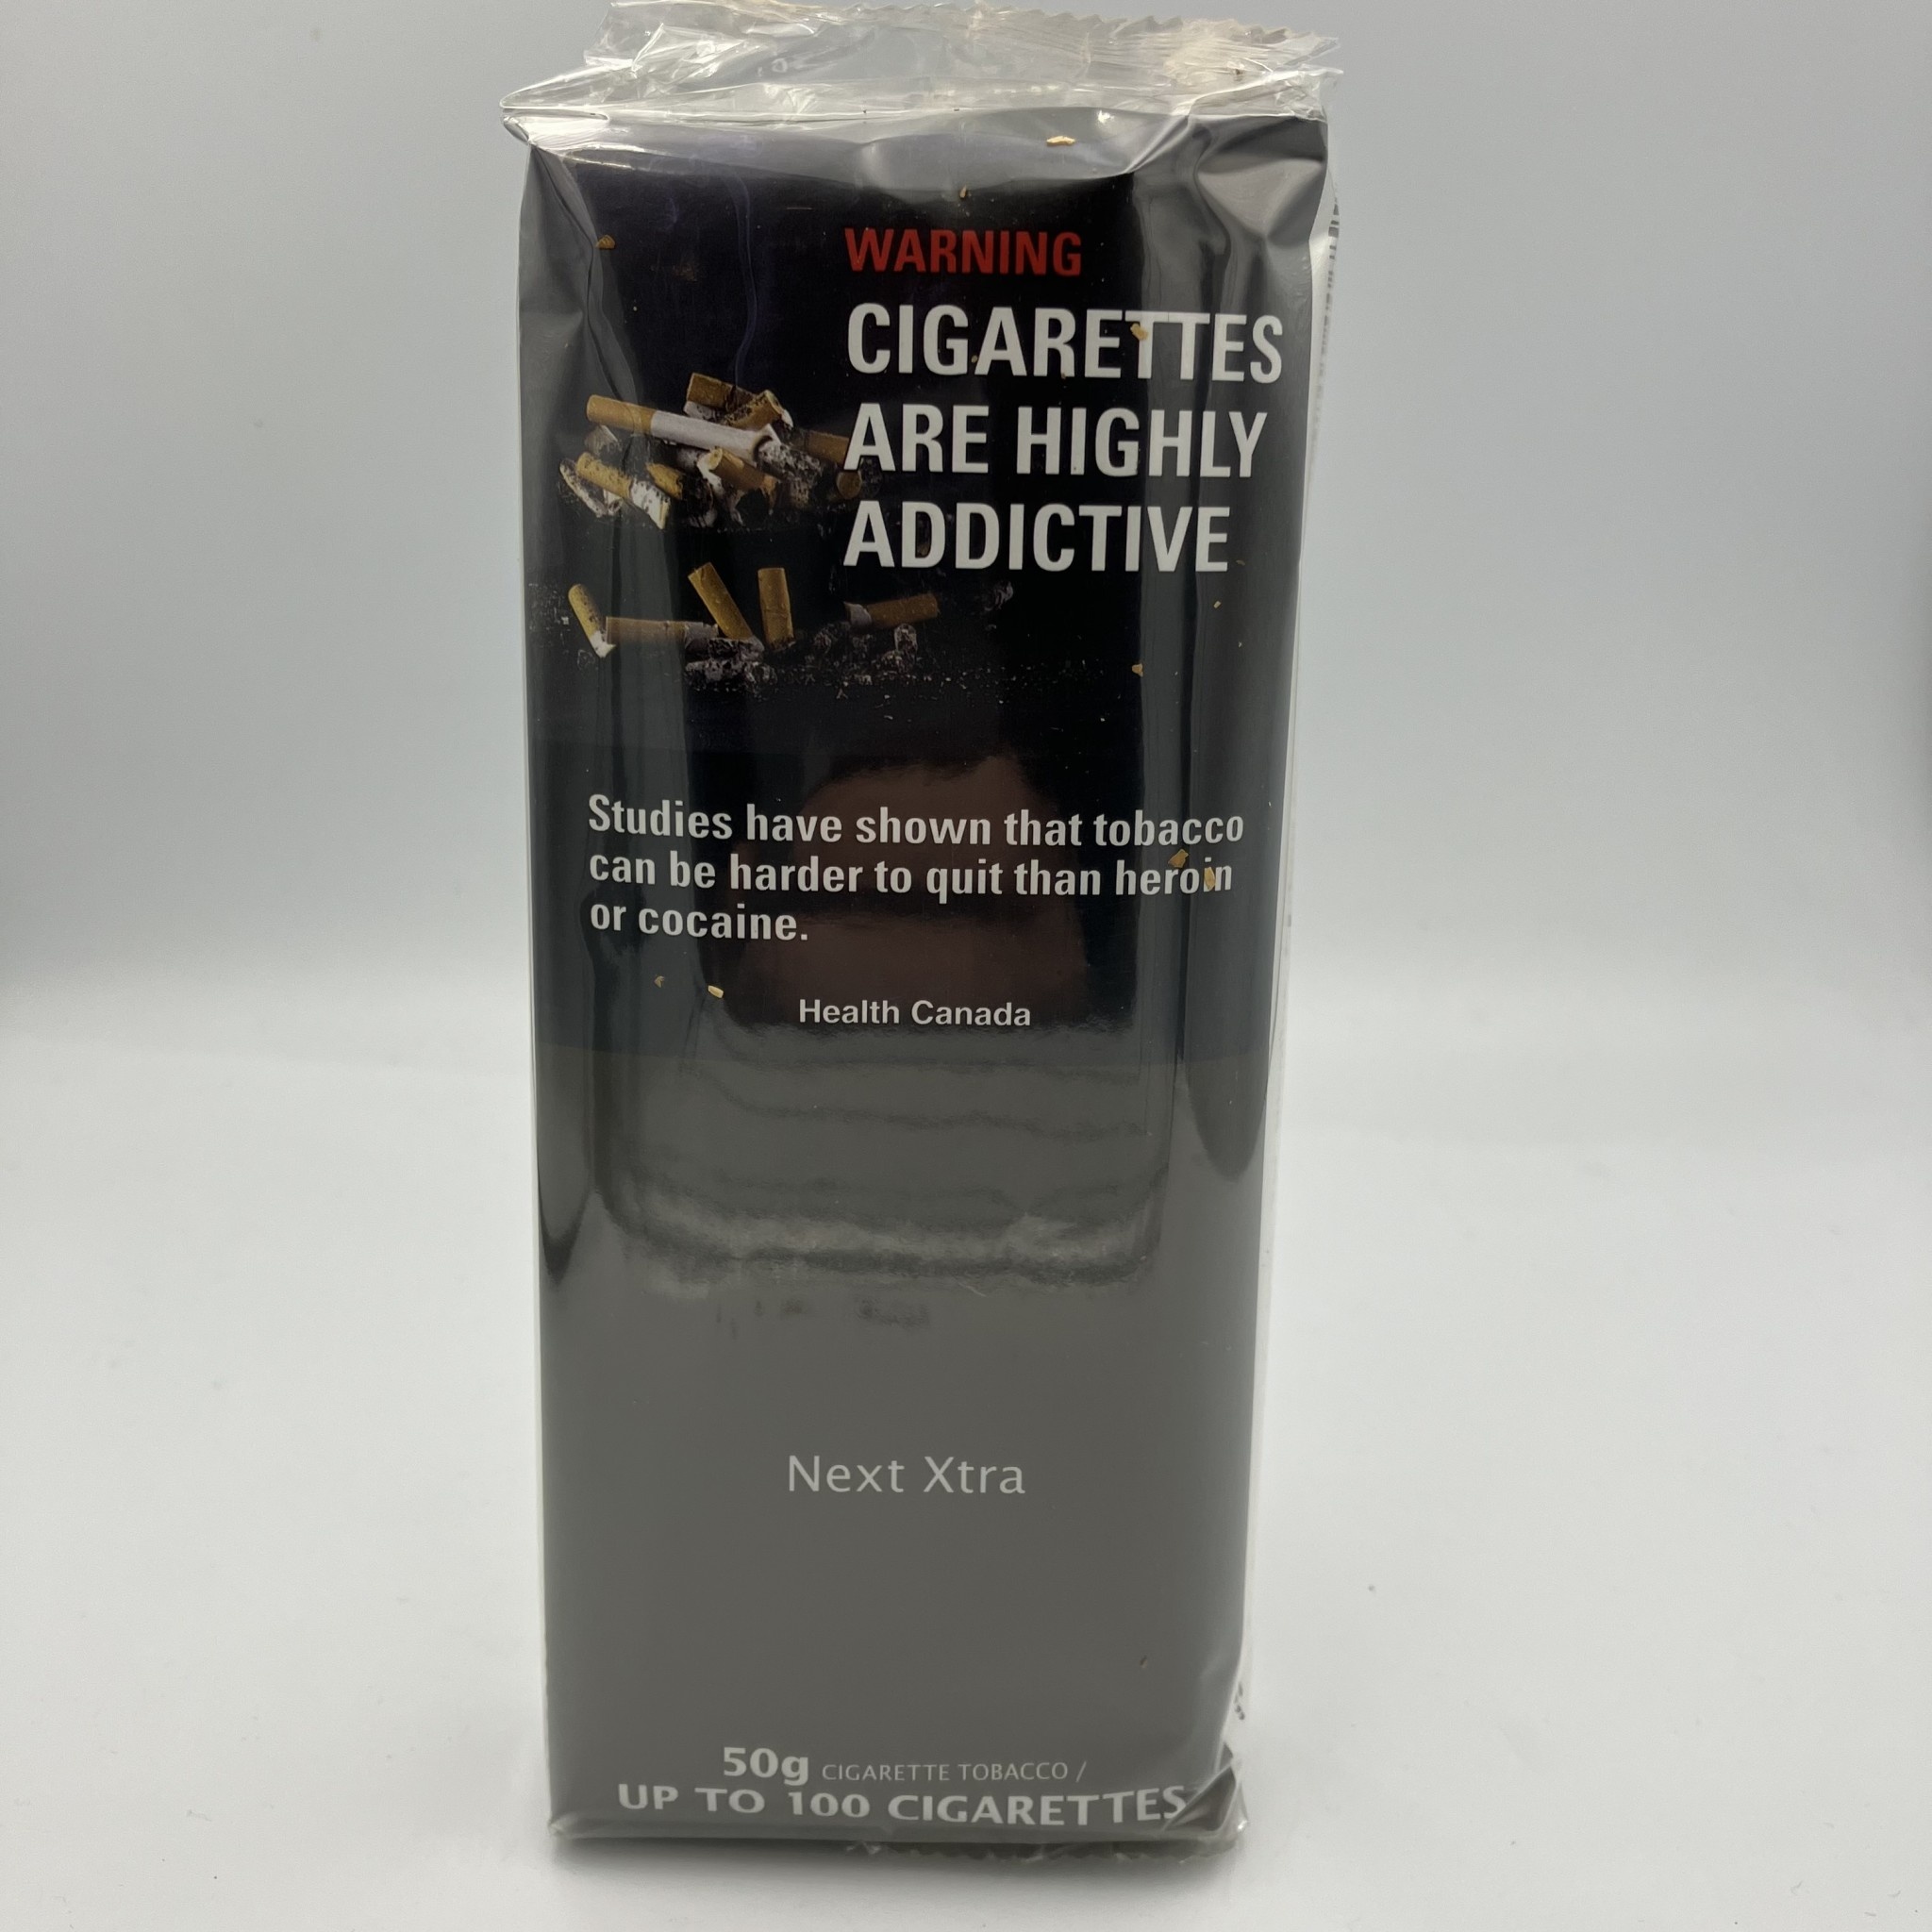 WARNING
CIGARETTES
ARE HIGHLY
ADDICTIVE
Studies have shown that tobacco
can be harder to quit than heroin
or cocaine.
Health Canada
Next Xtra
50g CIGARETTE TOBACCO /
UP TO 100 CIGARETTES